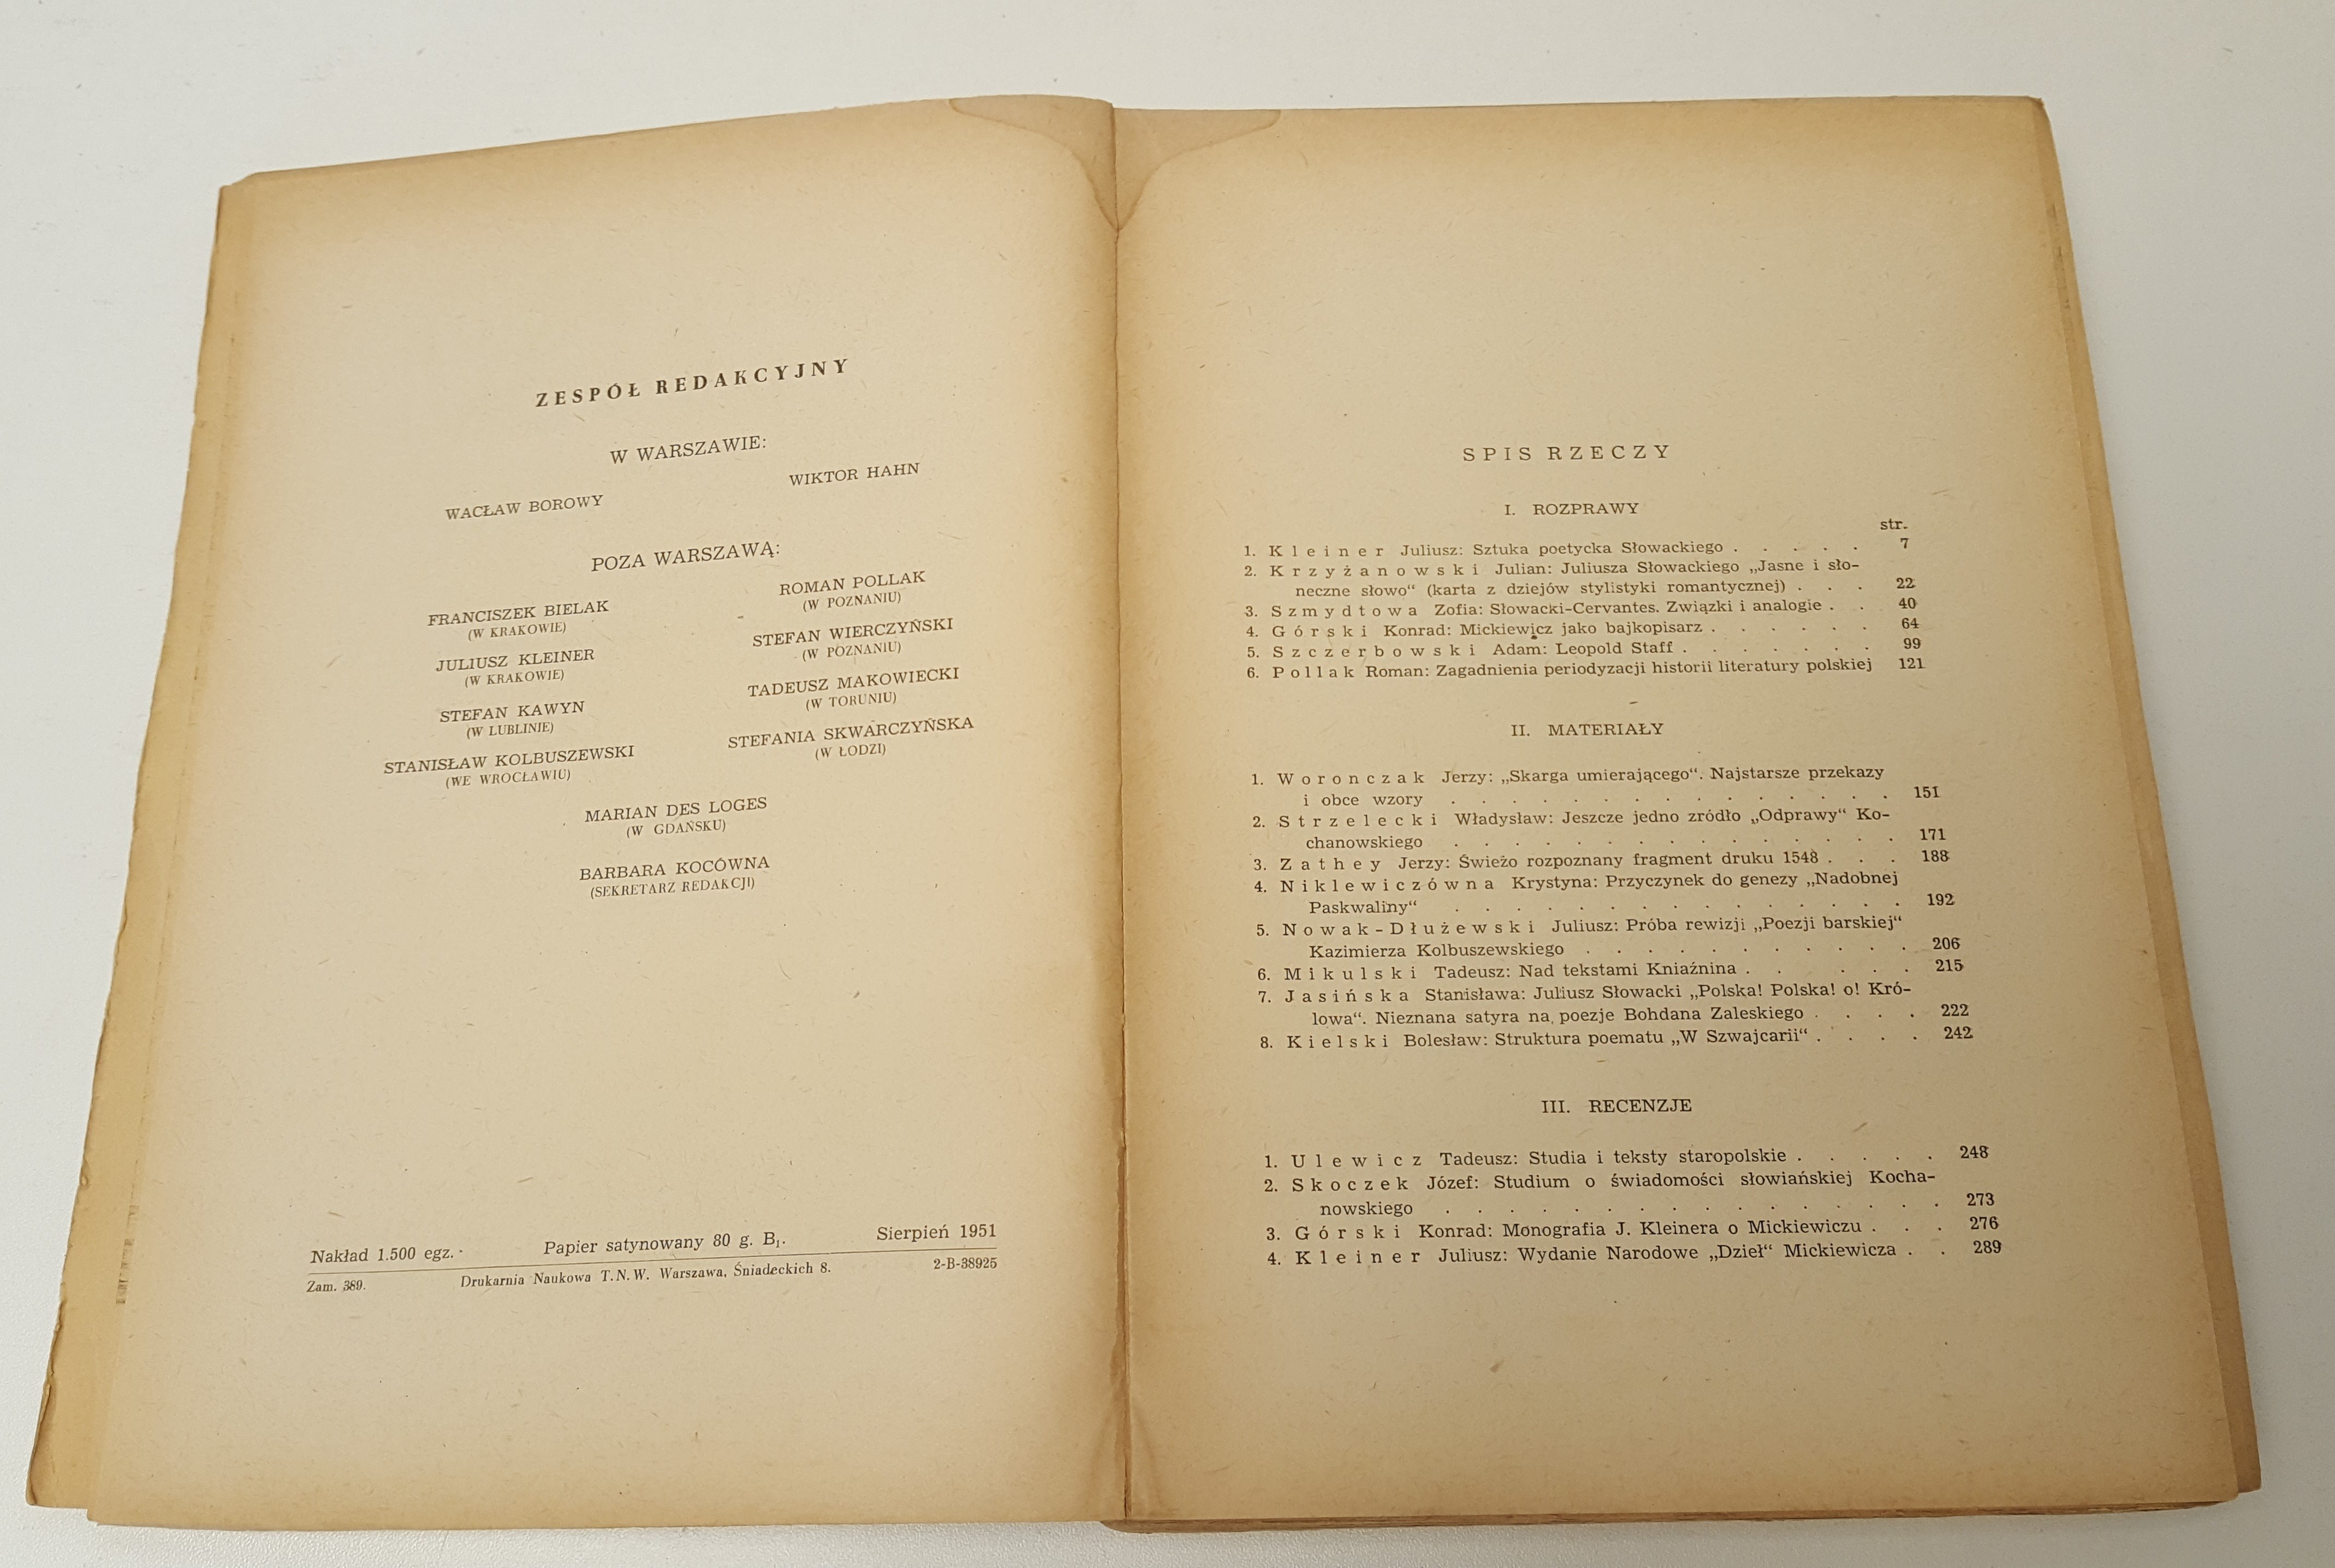 ZESPÓŁ REDAKCYJNY
W WARSZAWIE:
WACŁAW BOROWY
WIKTOR HAHN
POZA WARSZAWĄ:
FRANCISZEK BIELAK
(W KRAKOWIE)
JULIUSZ KLEINER
(W KRAKOWIE)
STEFAN KAWYN
(W LUBLINIE)
STANISŁAW KOLBUSZEWSKI
(WE WROCŁAWIU)
ROMAN POLLAK
(W POZNANIU)
STEFAN WIERCZYŃSKI
(W POZNANIU)
TADEUSZ MAKOWIECKI
(W TORUNIU)
STEFANIA SKWARCZYŃSKA
(W ŁODZI)
MARIAN DES LOGES
(W GDAŃSKU)
BARBARA KOCÓWNA
(SEKRETARZ REDAKCJI)
Nakład 1.500 egz. Papier satynowany 80 g. B₁. Sierpień 1951
Zam. 389. Drukarnia Naukowa T.N.W. Warszawa, Śniadeckich 8. 2-B-38925
SPIS RZECZY
I. ROZPRAWY
str.
1. Kleiner Juliusz: Sztuka poetycka Słowackiego . . . . . 7
2. Krzyżanowski Julian: Juliusza Słowackiego „Jasne i sło-
neczne słowo“ (karta z dziejów stylistyki romantycznej) . . . 22
3. Szmydtowa Zofia: Słowacki-Cervantes. Związki i analogie . . 40
4. Górski Konrad: Mickiewicz jako bajkopisarz . . . . . . 64
5. Szczerbowski Adam: Leopold Staff . . . . . . . 99
6. Pollak Roman: Zagadnienia periodyzacji historii literatury polskiej 121
II. MATERIAŁY
1. Woronczak Jerzy: „Skarga umierającego“. Najstarsze przekazy
i obce wzory . . . . . . . . . . . . . . . 151
2. Strzelecki Władysław: Jeszcze jedno zródło „Odprawy“ Ko-
chanowskiego . . . . . . . . . . . . . . . 171
3. Zathey Jerzy: Świeżo rozpoznany fragment druku 1548 . . . 188
4. Niklewiczówna Krystyna: Przyczynek do genezy „Nadobnej
Paskwaliny“ . . . . . . . . . . . . . . . 192
5. Nowak-Dłużewski Juliusz: Próba rewizji „Poezji barskiej“
Kazimierza Kolbuszewskiego . . . . . . . . . . . 206
6. Mikulski Tadeusz: Nad tekstami Kniaźnina . . . . . 215
7. Jasińska Stanisława: Juliusz Słowacki „Polska! Polska! o! Kró-
lowa“. Nieznana satyra na poezje Bohdana Zaleskiego . . . . 222
8. Kielski Bolesław: Struktura poematu „W Szwajcarii“ . . . . 242
III. RECENZJE
1. Ulewicz Tadeusz: Studia i teksty staropolskie . . . . . 248
2. Skoczek Józef: Studium o świadomości słowiańskiej Kocha-
nowskiego . . . . . . . . . . . . . . . . 273
3. Górski Konrad: Monografia J. Kleinera o Mickiewiczu . . . 276
4. Kleiner Juliusz: Wydanie Narodowe „Dzieł“ Mickiewicza . . 289